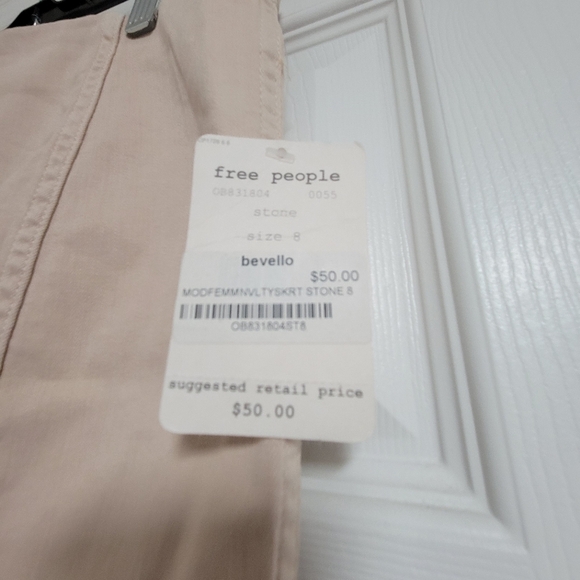 free people
OB831804 0055
stone
size 8
bevello
$50.00
MODFEMMNVLTYSKRT STONE 8
OB831804ST8
suggested retail price
$50.00